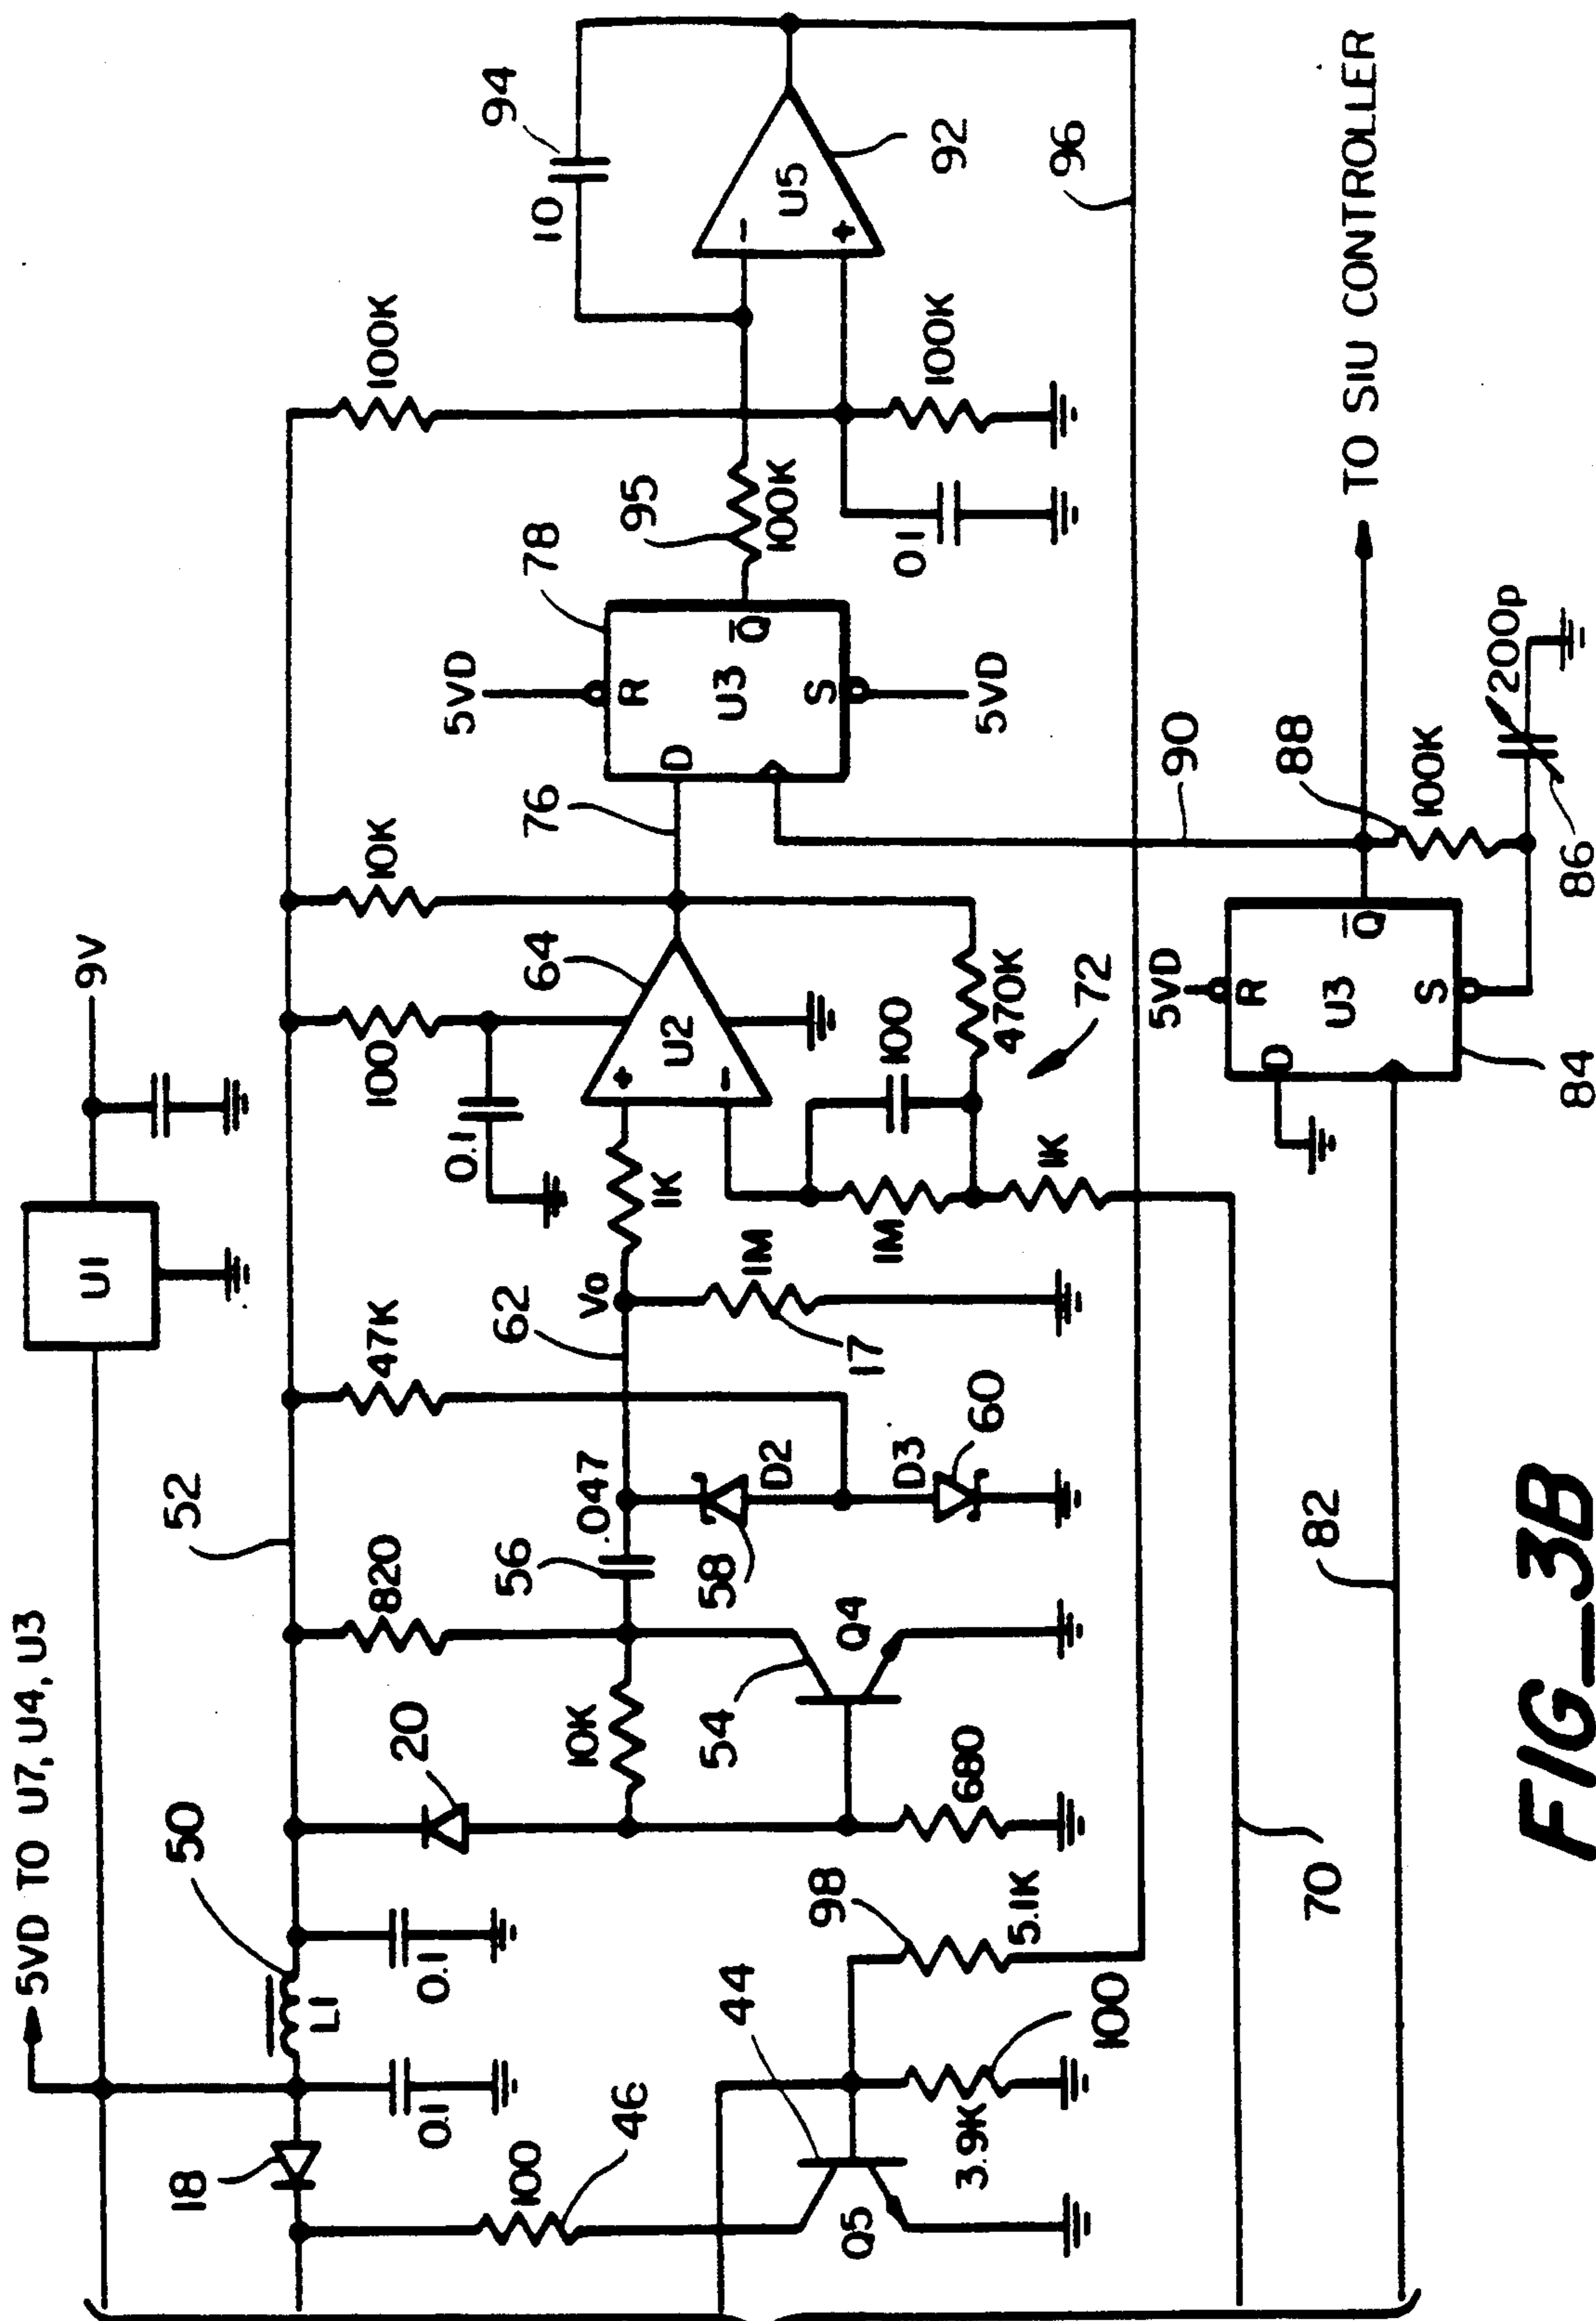 5VD TO U7, U4, U3
U1
9V
18
50
L1
0.1
0.1
52
20
820
47K
100
0.1
10K
100K
10
94
46
100
44
Q5
3.9K
100
98
5.1K
680
10K
54
Q4
56
.047
58
D2
D3
60
62
Vo
17
1M
1K
+
-
U2
64
1M
100
1K
470K
72
76
78
5VD
D
R
U3
S
Q
5VD
95
100K
0.1
100K
-
+
U5
92
96
70
82
5VD
D
R
U3
S
Q
84
90
88
100K
86
200p
TO SIU CONTROLLER
FIG_3B